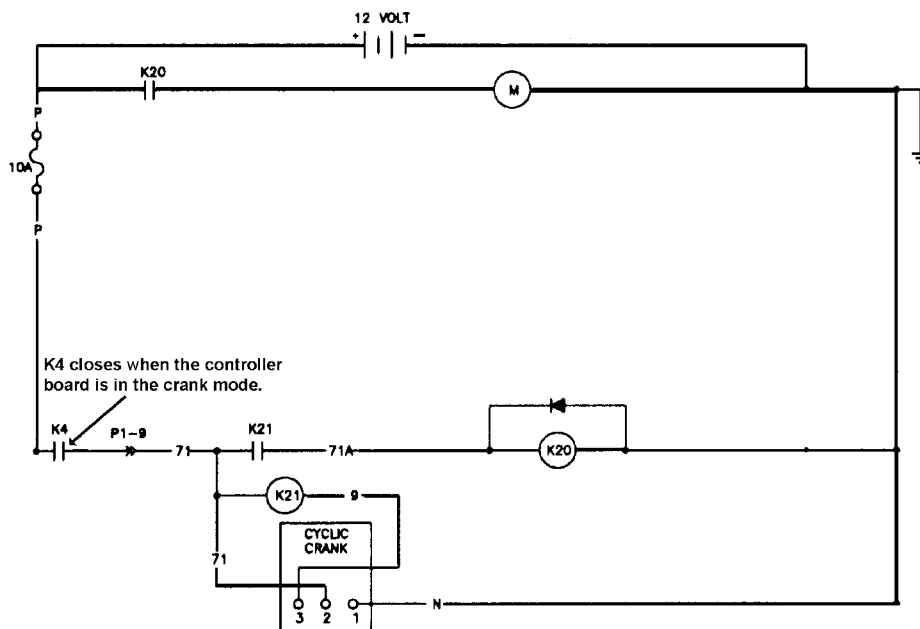 12 VOLT
+ −
K20
M
P
10A
P
K4 closes when the controller
board is in the crank mode.
K4
P1-9
71
K21
71A
K20
K21
9
CYCLIC
CRANK
71
3 2 1
N